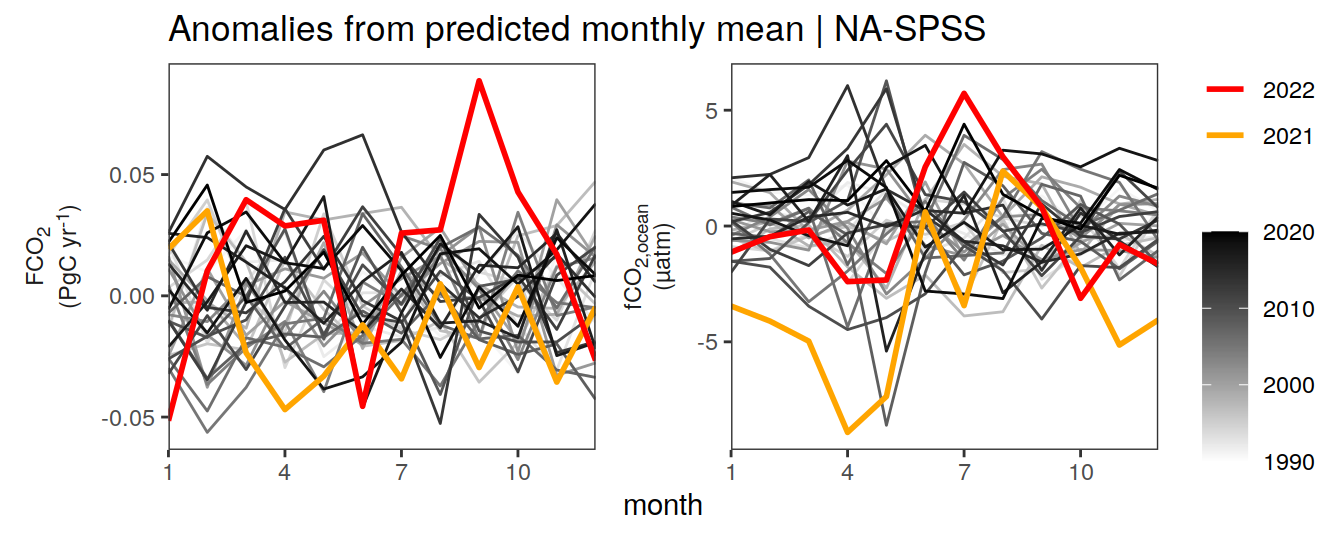 Anomalies from predicted monthly mean | NA-SPSS
FCO₂
(PgC yr⁻¹)
0.05
0.00
-0.05
1 4 7 10
fCO₂,ocean
(µatm)
5
0
-5
1 4 7 10
month
2022
2021
2020
2010
2000
1990